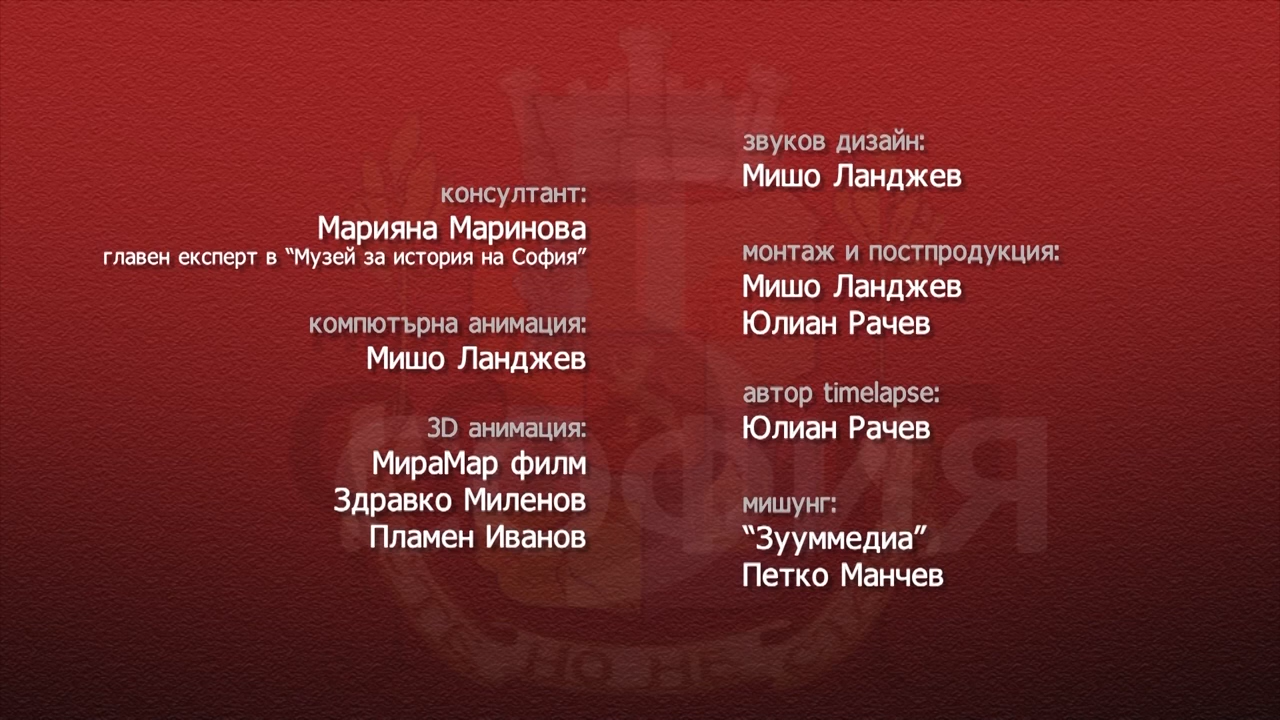 консултант:
Марияна Маринова
главен експерт в “Музей за история на София”
компютърна анимация:
Мишо Ланджев
3D анимация:
МираМар филм
Здравко Миленов
Пламен Иванов
звуков дизайн:
Мишо Ланджев
монтаж и постпродукция:
Мишо Ланджев
Юлиан Рачев
автор timelapse:
Юлиан Рачев
мишунг:
“Зууммедиа”
Петко Манчев
СОФИЯ